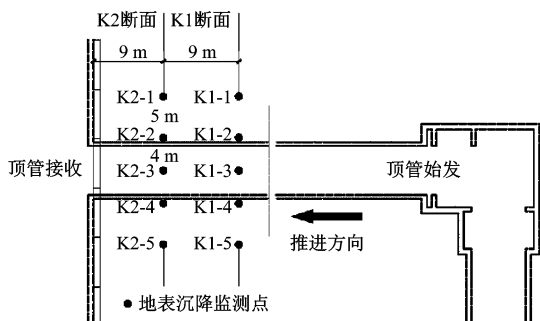 K2断面 K1断面
9 m 9 m
K2-1 K1-1
5 m
K2-2 K1-2
4 m
顶管接收 K2-3 K1-3 顶管始发
K2-4 K1-4
推进方向
K2-5 K1-5
地表沉降监测点